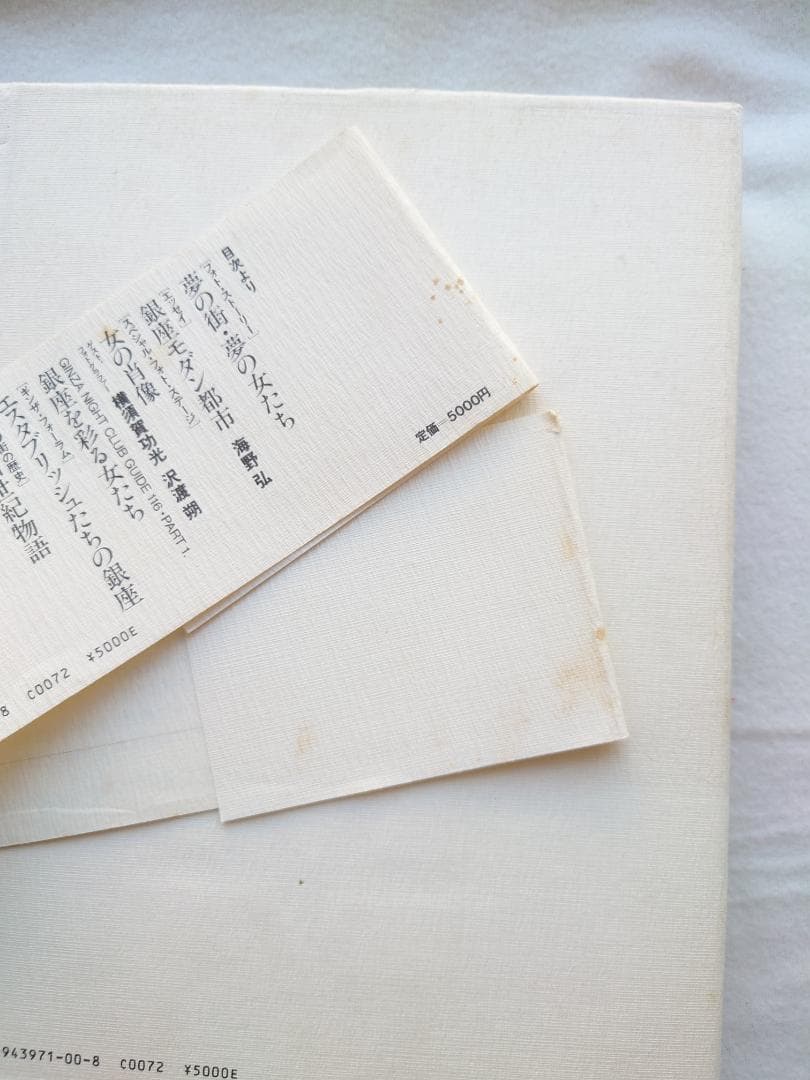 目次より
[フォト・ストーリー]
夢の街・夢の女たち
[エッセイ]
銀座モダン都市 海野 弘
[スペシャル・フォト・ステージ]
女の肖像 横須賀功光 沢渡 朔
GINZA NIGHT CLUB GUIDE 116・PART 1.
銀座を彩る女たち
[ギンザ・フォーラム]
エスタブリッシュたちの銀座
街の歴史]
世紀物語
定価=5000円
8 C0072 ¥5000E
943971-00-8 C0072 ¥5000E